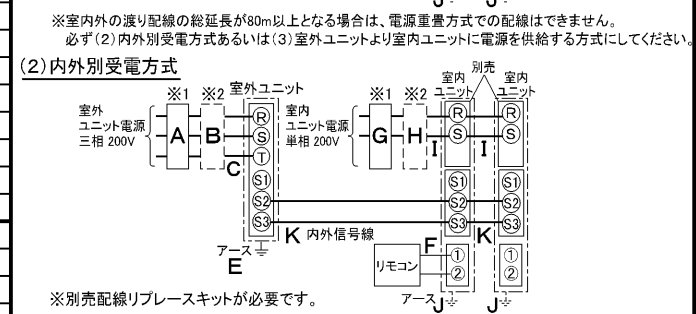 ※室内外の渡り配線の総延長が80m以上となる場合は、電源重畳方式での配線はできません。
必ず(2)内外別受電方式あるいは(3)室外ユニットより室内ユニットに電源を供給する方式にしてください。
(2)内外別受電方式
※1 ※2 室外ユニット
室外
ユニット電源
三相 200V
A B C
R
S
T
S1
S2
S3
アース
E
K 内外信号線
※1 ※2
室内
ユニット電源
単相 200V
G H I I
別売
室内
ユニット
室内
ユニット
R R
S S
S1 S1
S2 S2
S3 S3
K
リモコン
F
① ①
② ②
アース J J
※別売配線リプレースキットが必要です。